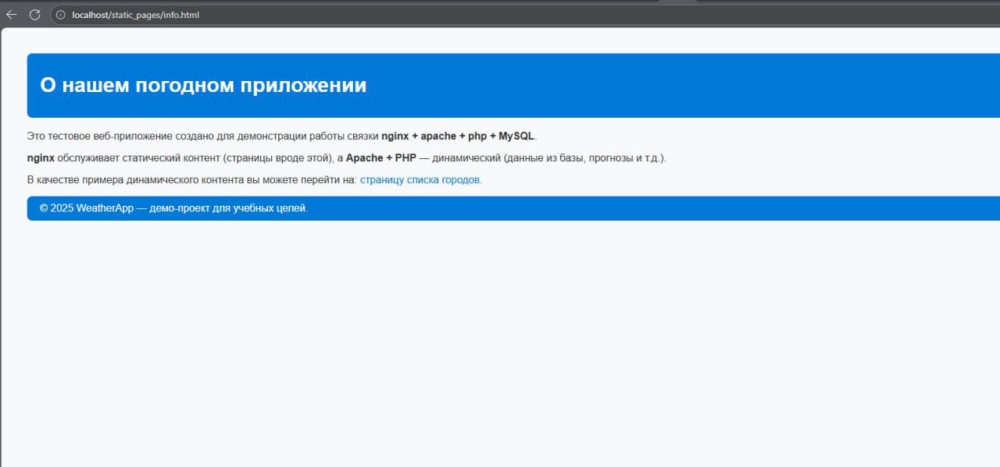 localhost/static_pages/info.html
О нашем погодном приложении
Это тестовое веб-приложение создано для демонстрации работы связки nginx + apache + php + MySQL.
nginx обслуживает статический контент (страницы вроде этой), а Apache + PHP — динамический (данные из базы, прогнозы и т.д.).
В качестве примера динамического контента вы можете перейти на: страницу списка городов.
© 2025 WeatherApp — демо-проект для учебных целей.